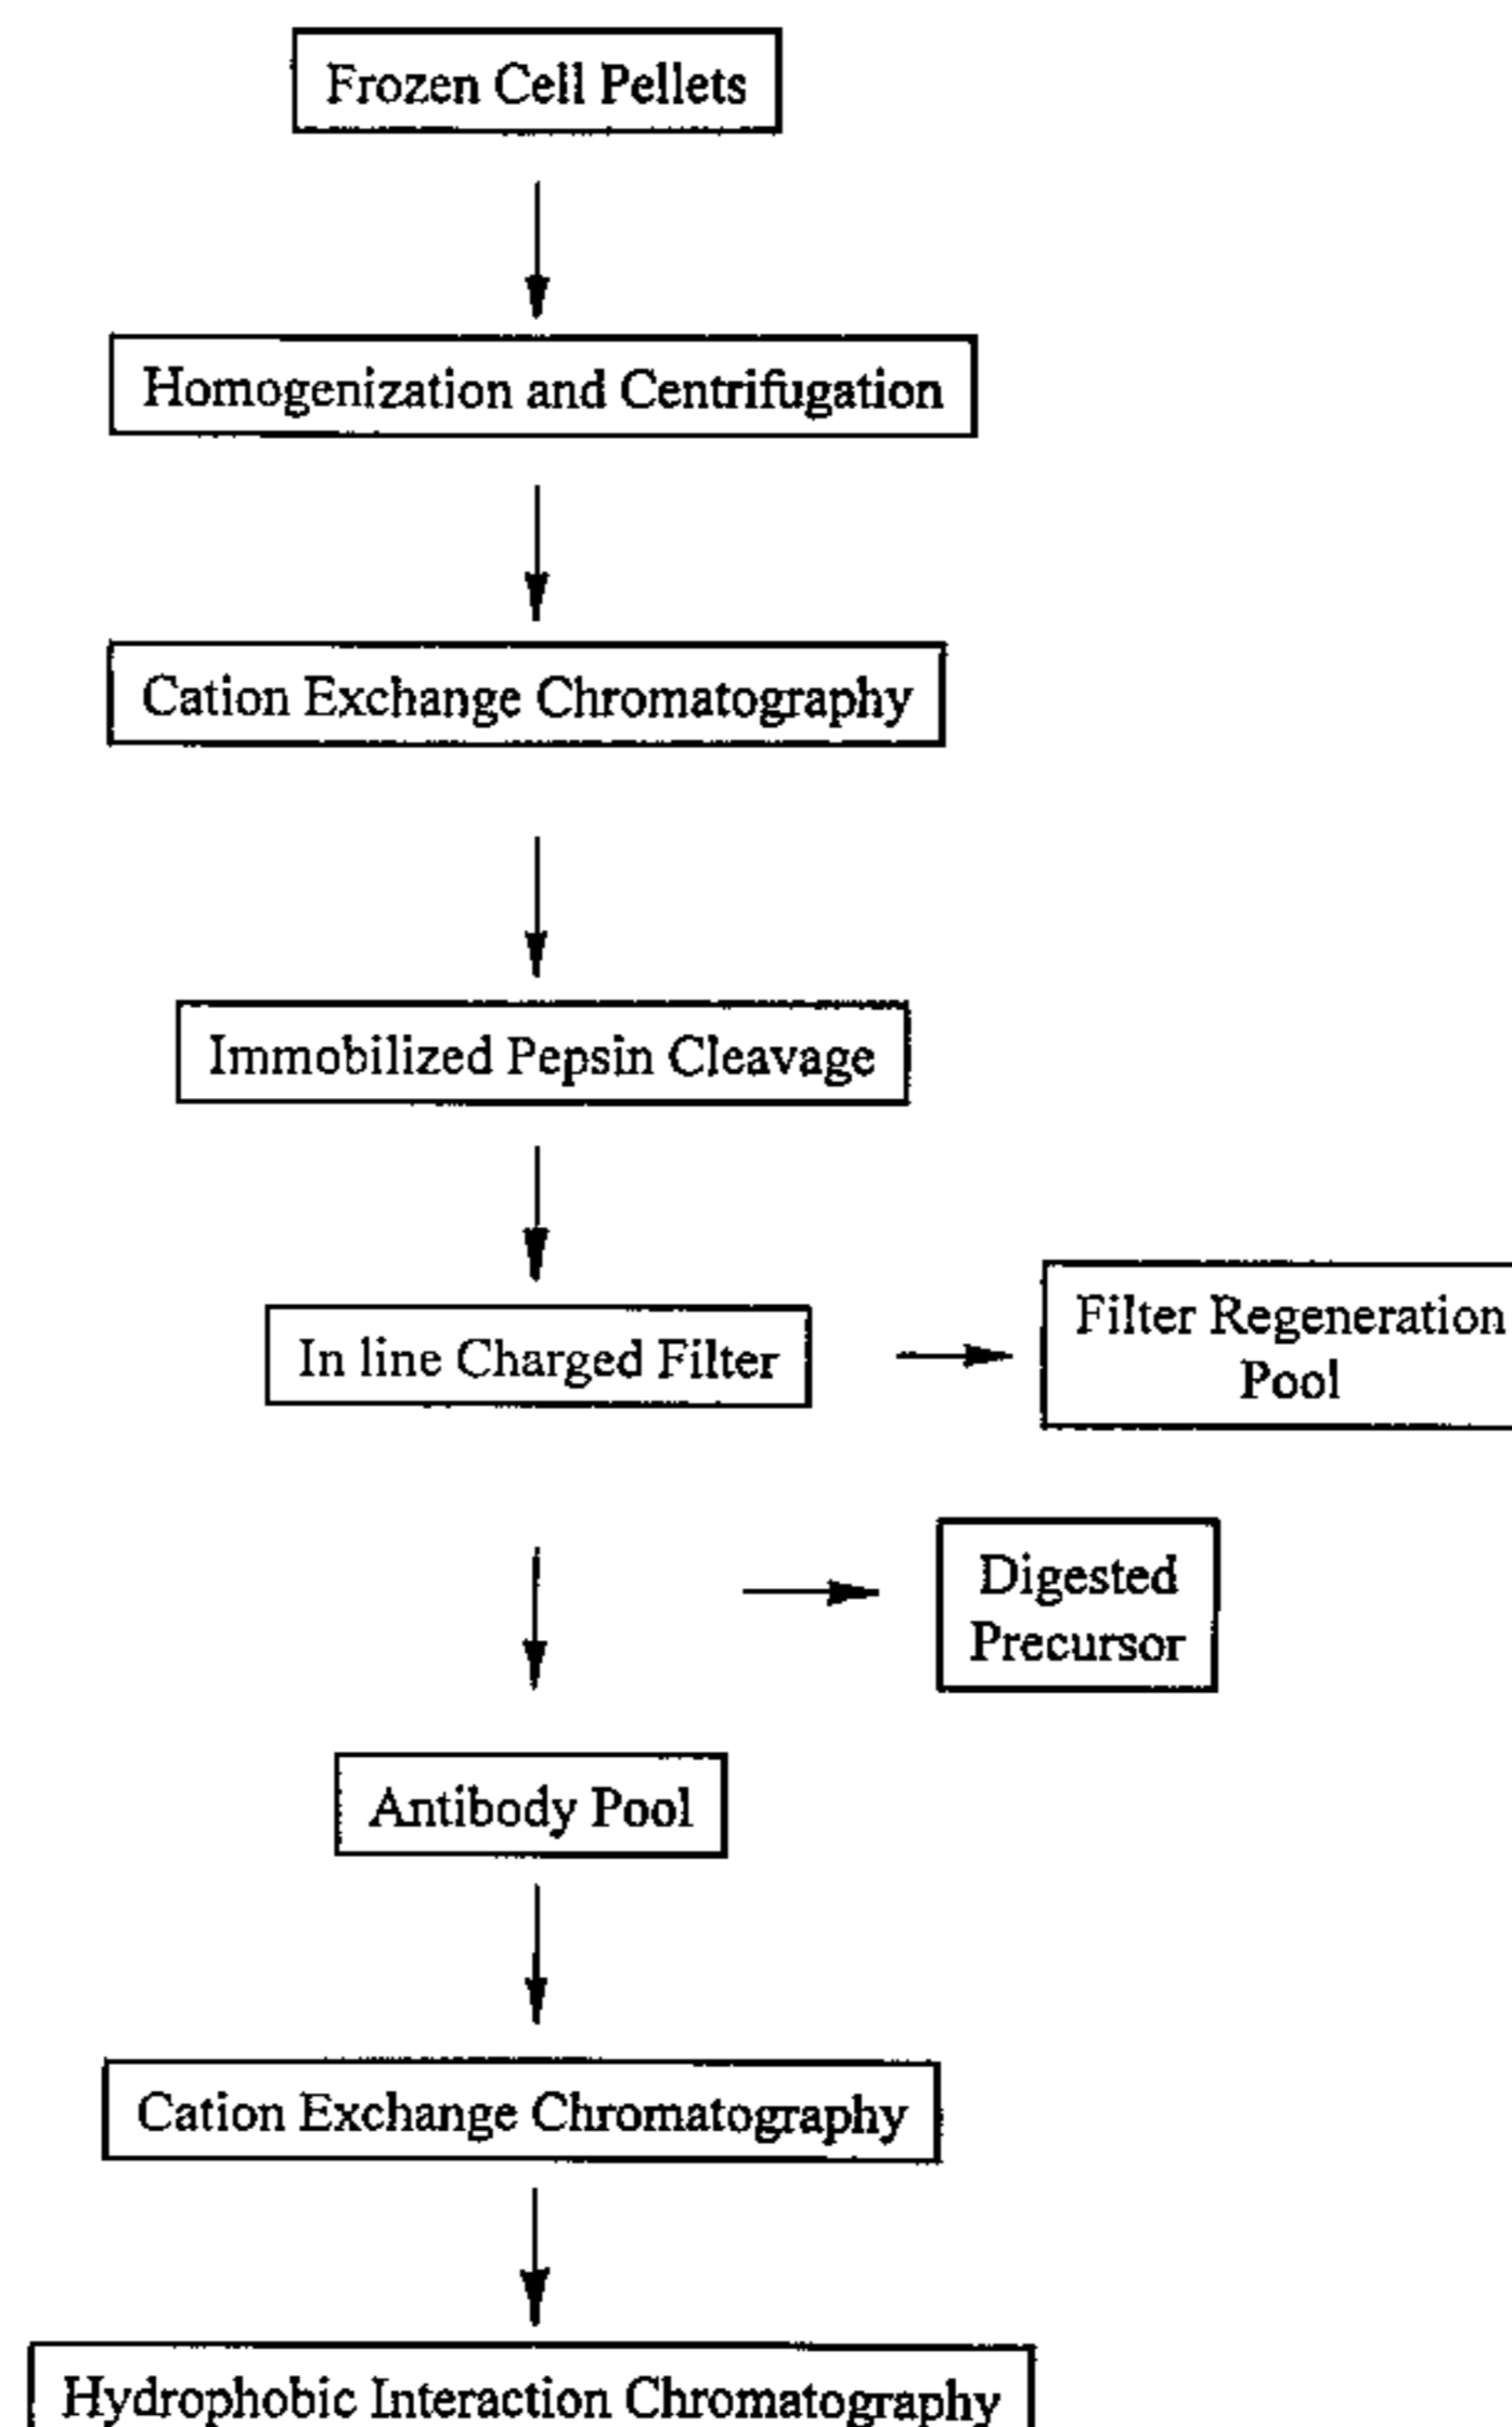 Frozen Cell Pellets
Homogenization and Centrifugation
Cation Exchange Chromatography
Immobilized Pepsin Cleavage
In line Charged Filter
Filter Regeneration
Pool
Digested
Precursor
Antibody Pool
Cation Exchange Chromatography
Hydrophobic Interaction Chromatography